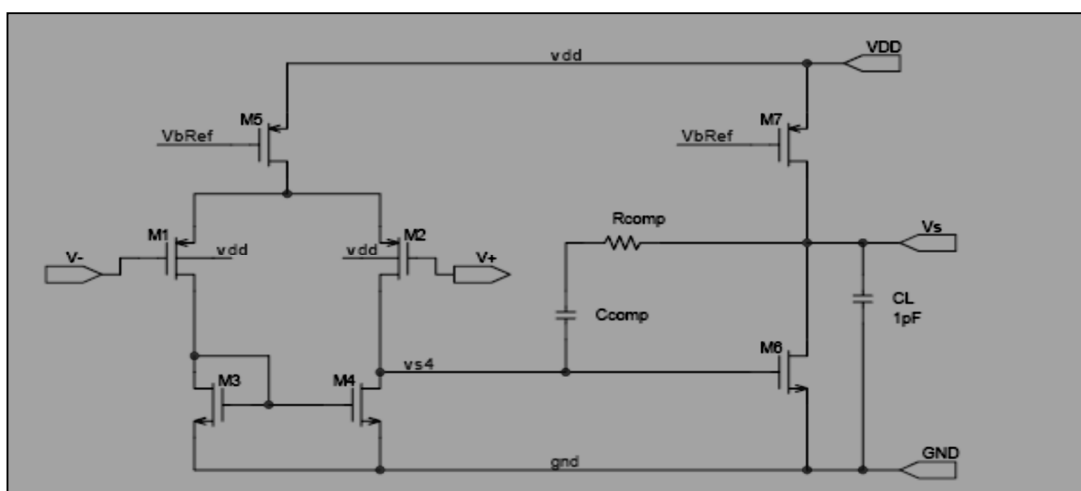 vdd
VDD
M5
M7
VbRef
VbRef
M1
M2
Rcomp
Vs
vdd
vdd
V-
V+
CL
1pF
Ccomp
M6
vs4
M3
M4
gnd
GND